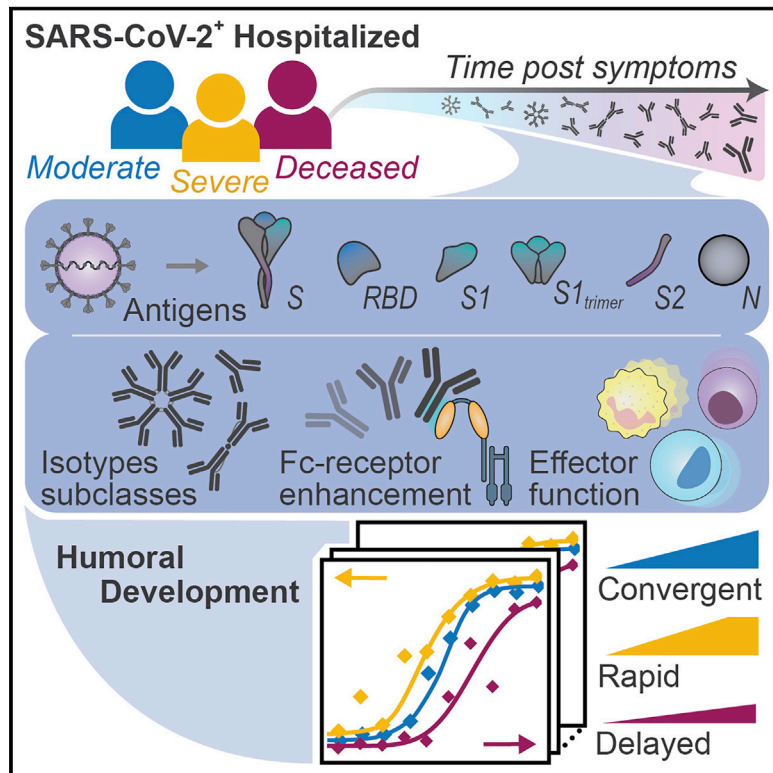 SARS-CoV-2⁺ Hospitalized
Time post symptoms
Moderate
Severe
Deceased
Antigens
S
RBD
S1
S1trimer
S2
N
Isotypes
subclasses
Fc-receptor
enhancement
Effector
function
Humoral
Development
Convergent
Rapid
Delayed